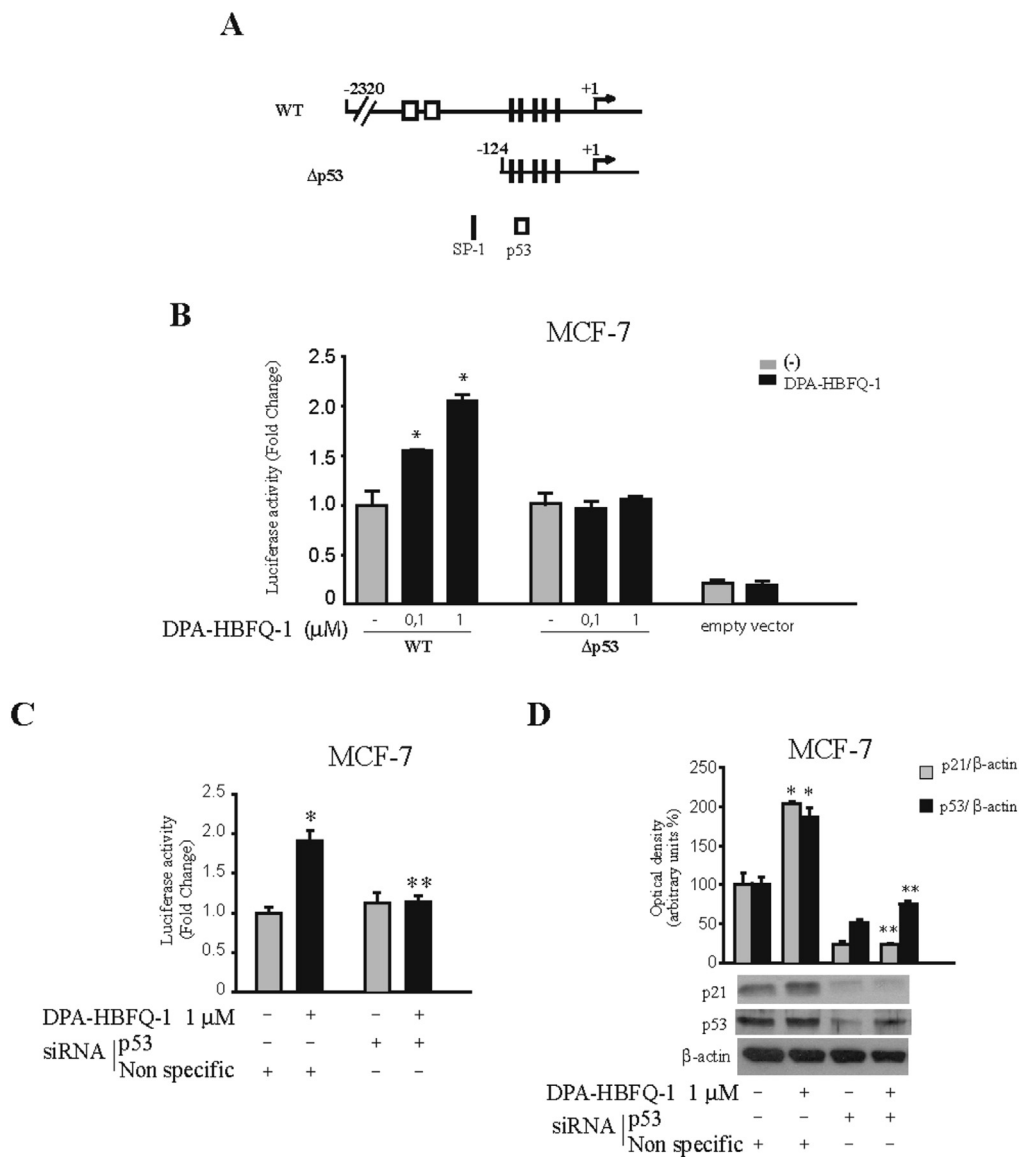 A
-2320
+1
WT
-124
+1
Δp53
SP-1 p53
B
MCF-7
(-)
DPA-HBFQ-1
Luciferase activity (Fold Change)
2.5
2.0
1.5
1.0
0.5
0
DPA-HBFQ-1 (µM) - 0,1 1 - 0,1 1 empty vector
WT Δp53
* *
C
MCF-7
Luciferase activity
(Fold Change)
2.5
2.0
1.5
1.0
0.5
0
* **
DPA-HBFQ-1 1 µM - + - +
siRNA p53 - - + +
Non specific + + - -
D
MCF-7
p21/β-actin
p53/β-actin
Optical density
(arbitrary units %)
250
200
150
100
50
0
* * ** **
p21
p53
β-actin
DPA-HBFQ-1 1 µM - + - +
siRNA p53 - - + +
Non specific + + - -